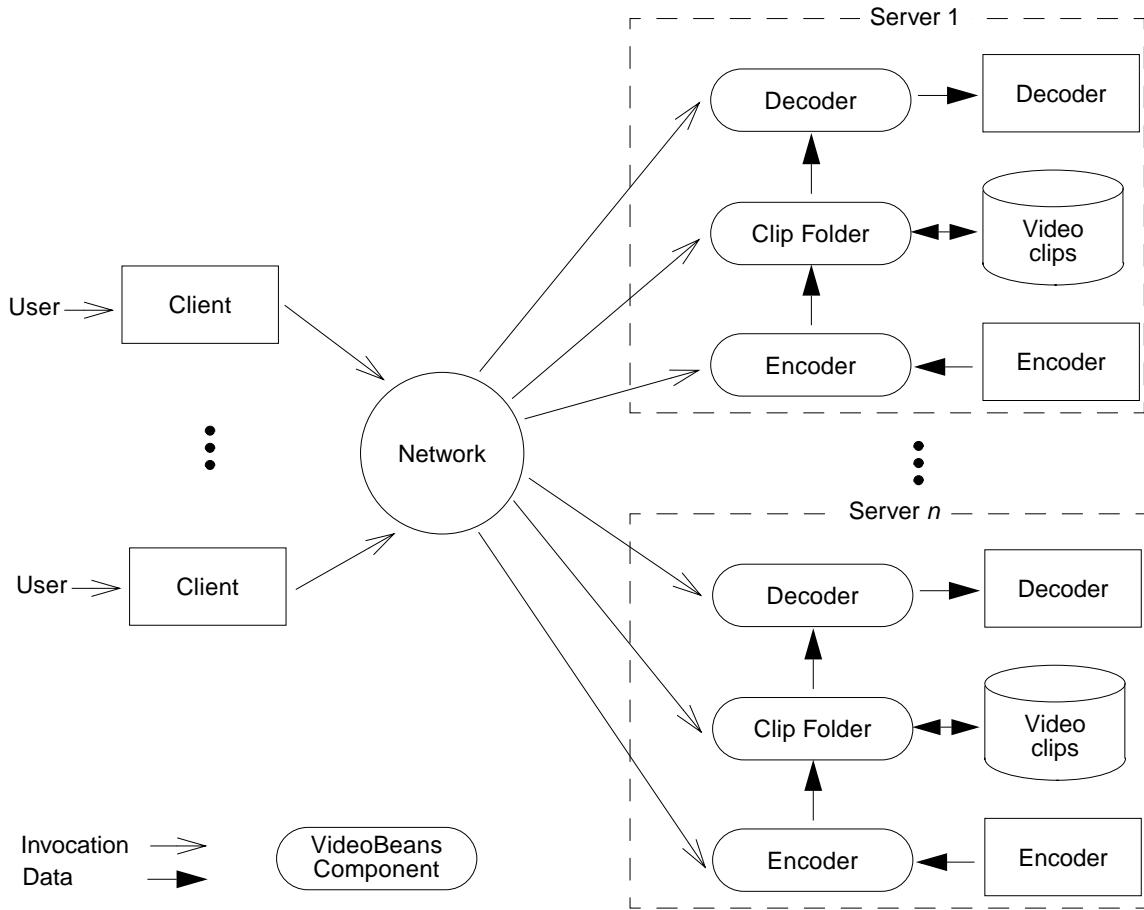 Server 1
Decoder
Decoder
Clip Folder
Video
clips
Encoder
Encoder
User
Client
Network
User
Client
Server n
Decoder
Decoder
Clip Folder
Video
clips
Encoder
Encoder
Invocation
Data
VideoBeans
Component